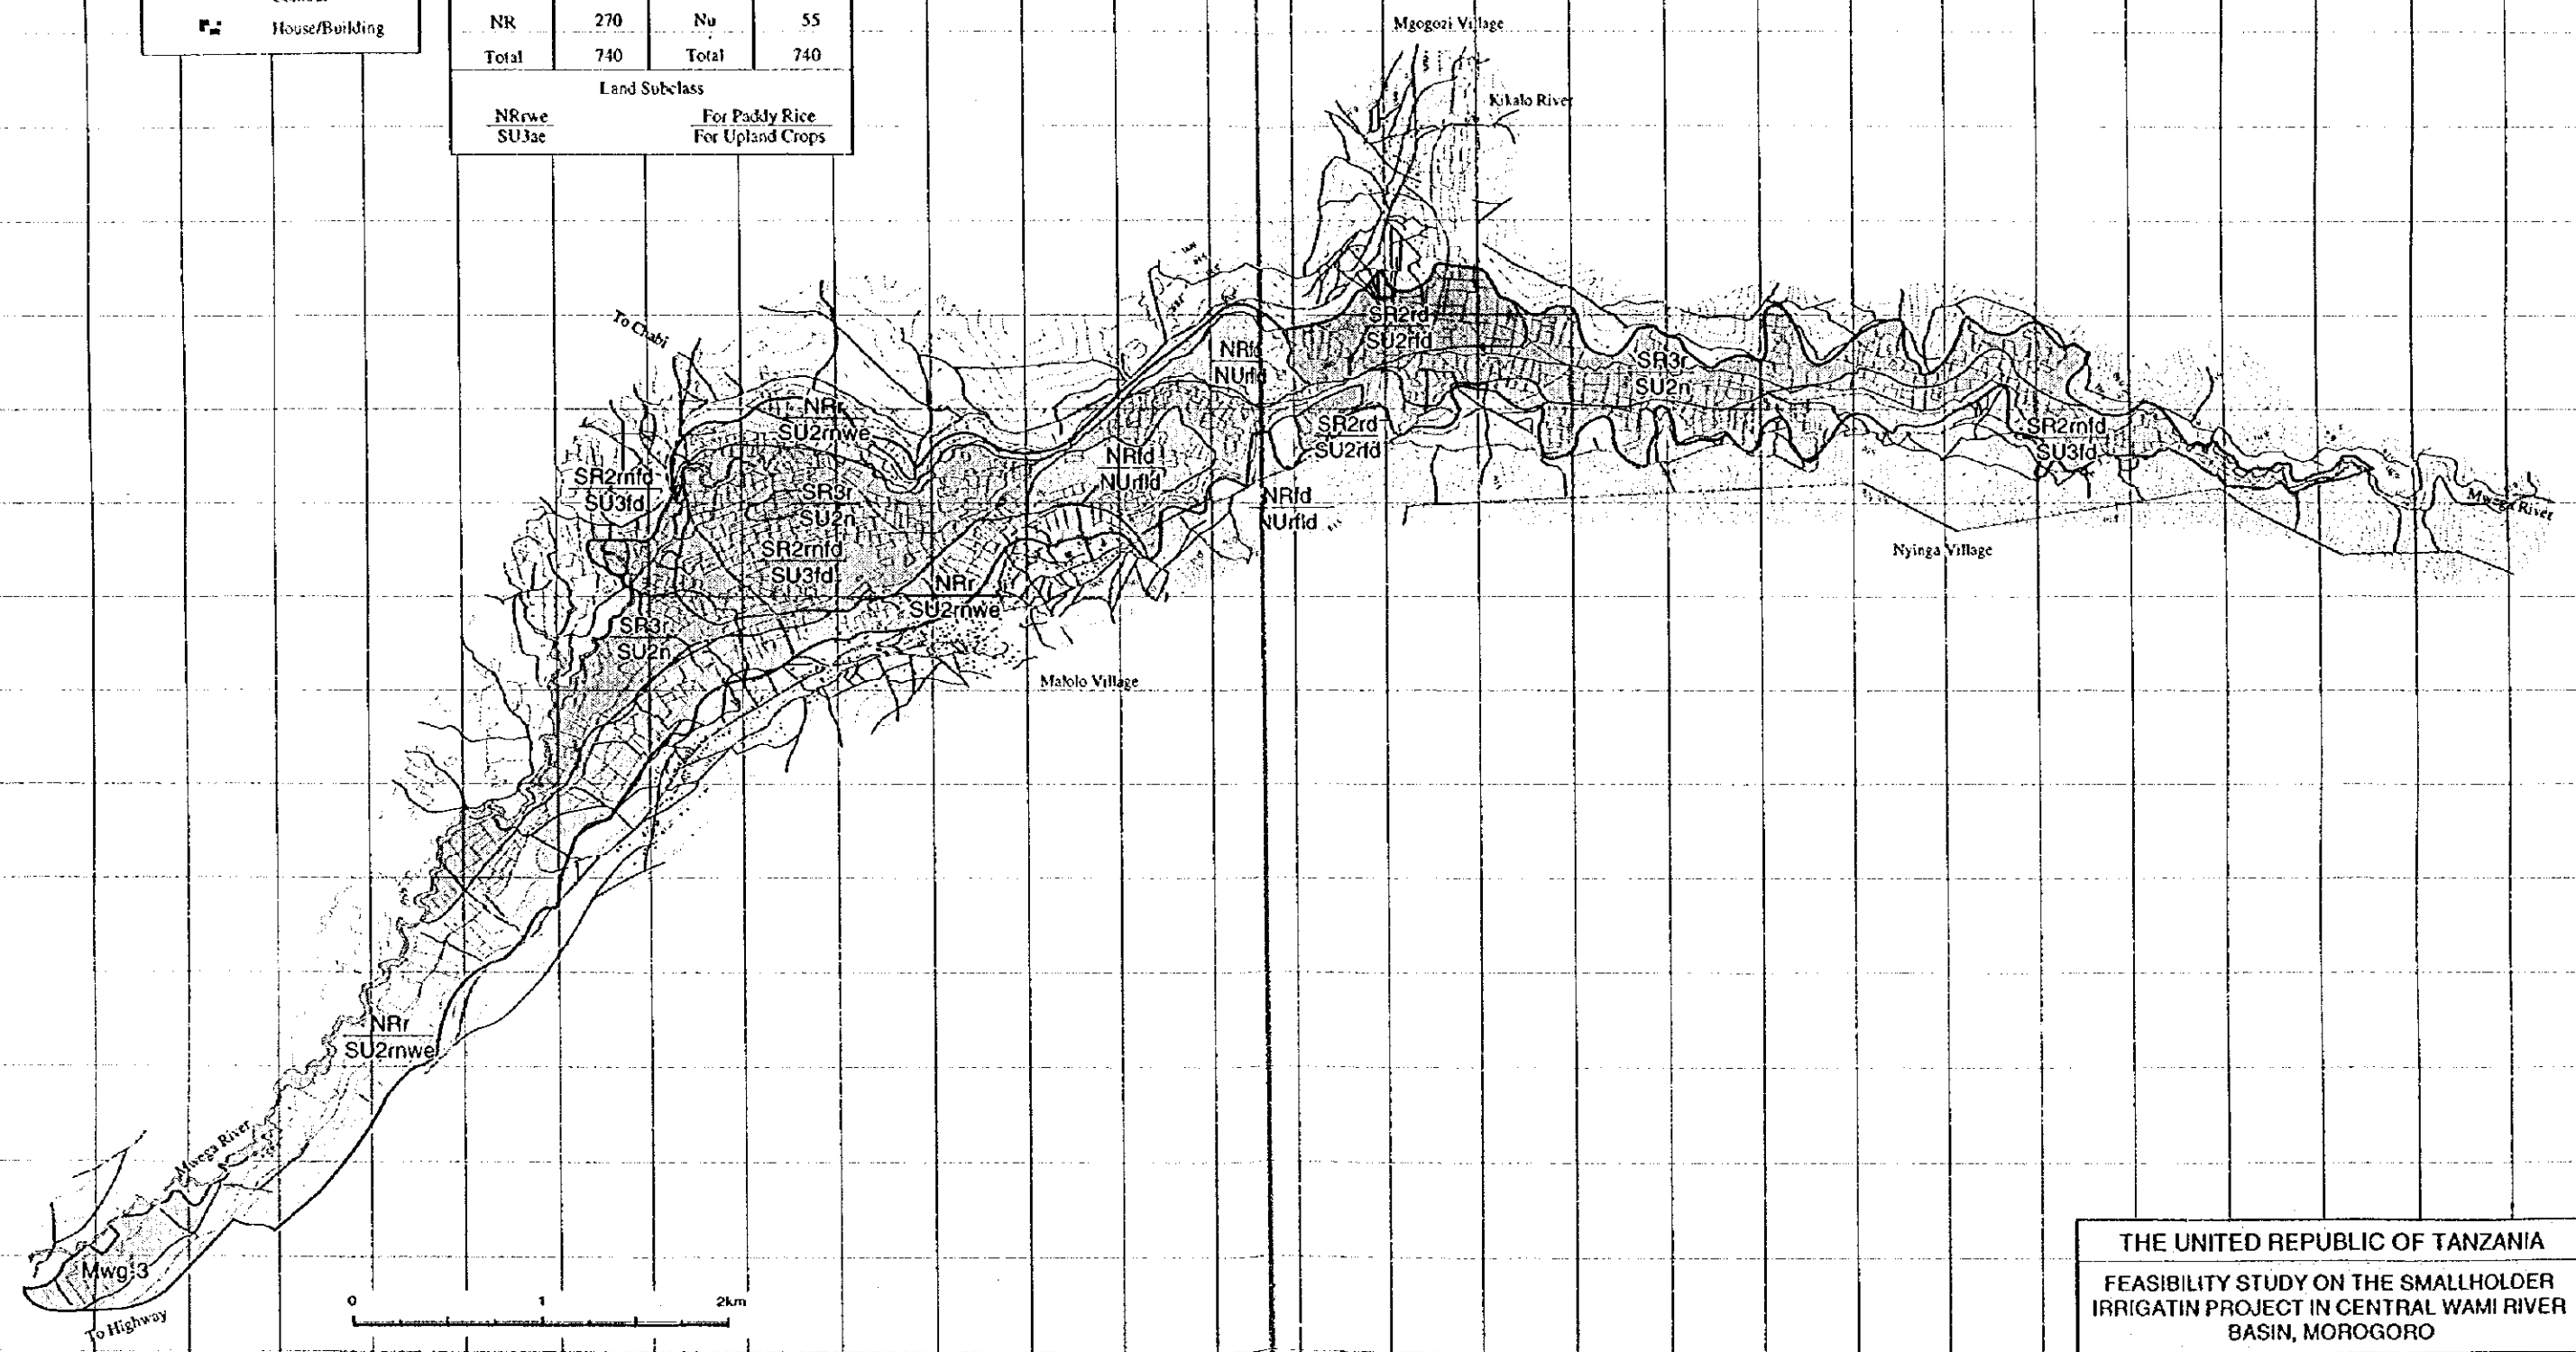 House/Building
NR 270 Nu 55
Total 740 Total 740
Land Subclass
NRrwe For Paddy Rice
SU3ae For Upland Crops
Mgogozi Village
Kikalo River
To Chabi
SR2rd
SU2rfd
NRfd
NUrfd
SR3r
SU2n
NRr
SU2rnwe
SR2rd
SU2rfd
SR2rnfd
SU3fd
NRfd
NUrfd
SR2rnfd
SU3fd
SR3r
SU2n
NRfd
NUrfd
Mwega River
Nyinga Village
SR2rnfd
SU3fd
NRr
SU2rnwe
SR3r
SU2n
Malolo Village
NRr
SU2rnwe
Mwega River
Mwg-3
To Highway
0 1 2km
THE UNITED REPUBLIC OF TANZANIA
FEASIBILITY STUDY ON THE SMALLHOLDER
IRRIGATIN PROJECT IN CENTRAL WAMI RIVER
BASIN, MOROGORO